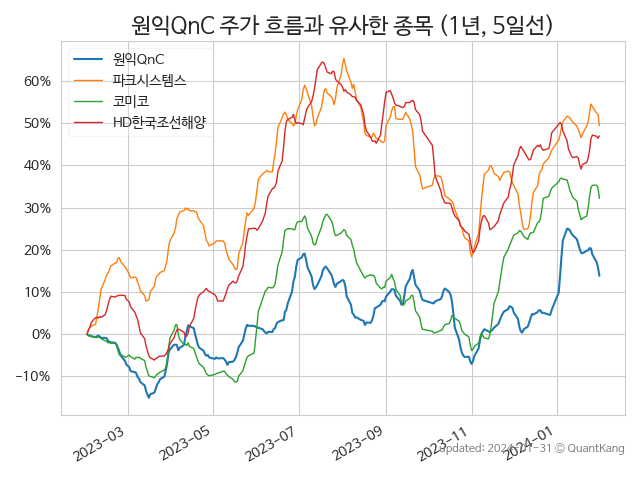 원익QnC 주가 흐름과 유사한 종목 (1년, 5일선)
원익QnC
파크시스템스
코미코
HD한국조선해양
60%
50%
40%
30%
20%
10%
0%
−10%
2023-03
2023-05
2023-07
2023-09
2023-11
2024-01
updated: 2024-01-31 © QuantKang